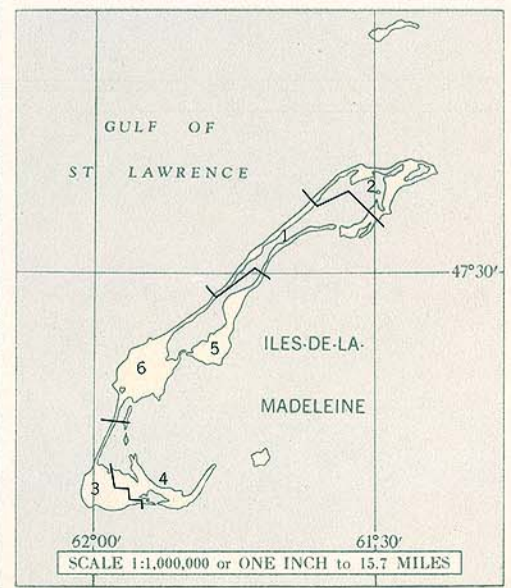 GULF OF
ST LAWRENCE
2
1
47°30'
ILES-DE-LA-
5
6
MADELEINE
4
3
62°00' 61°30'
SCALE 1:1,000,000 or ONE INCH to 15.7 MILES